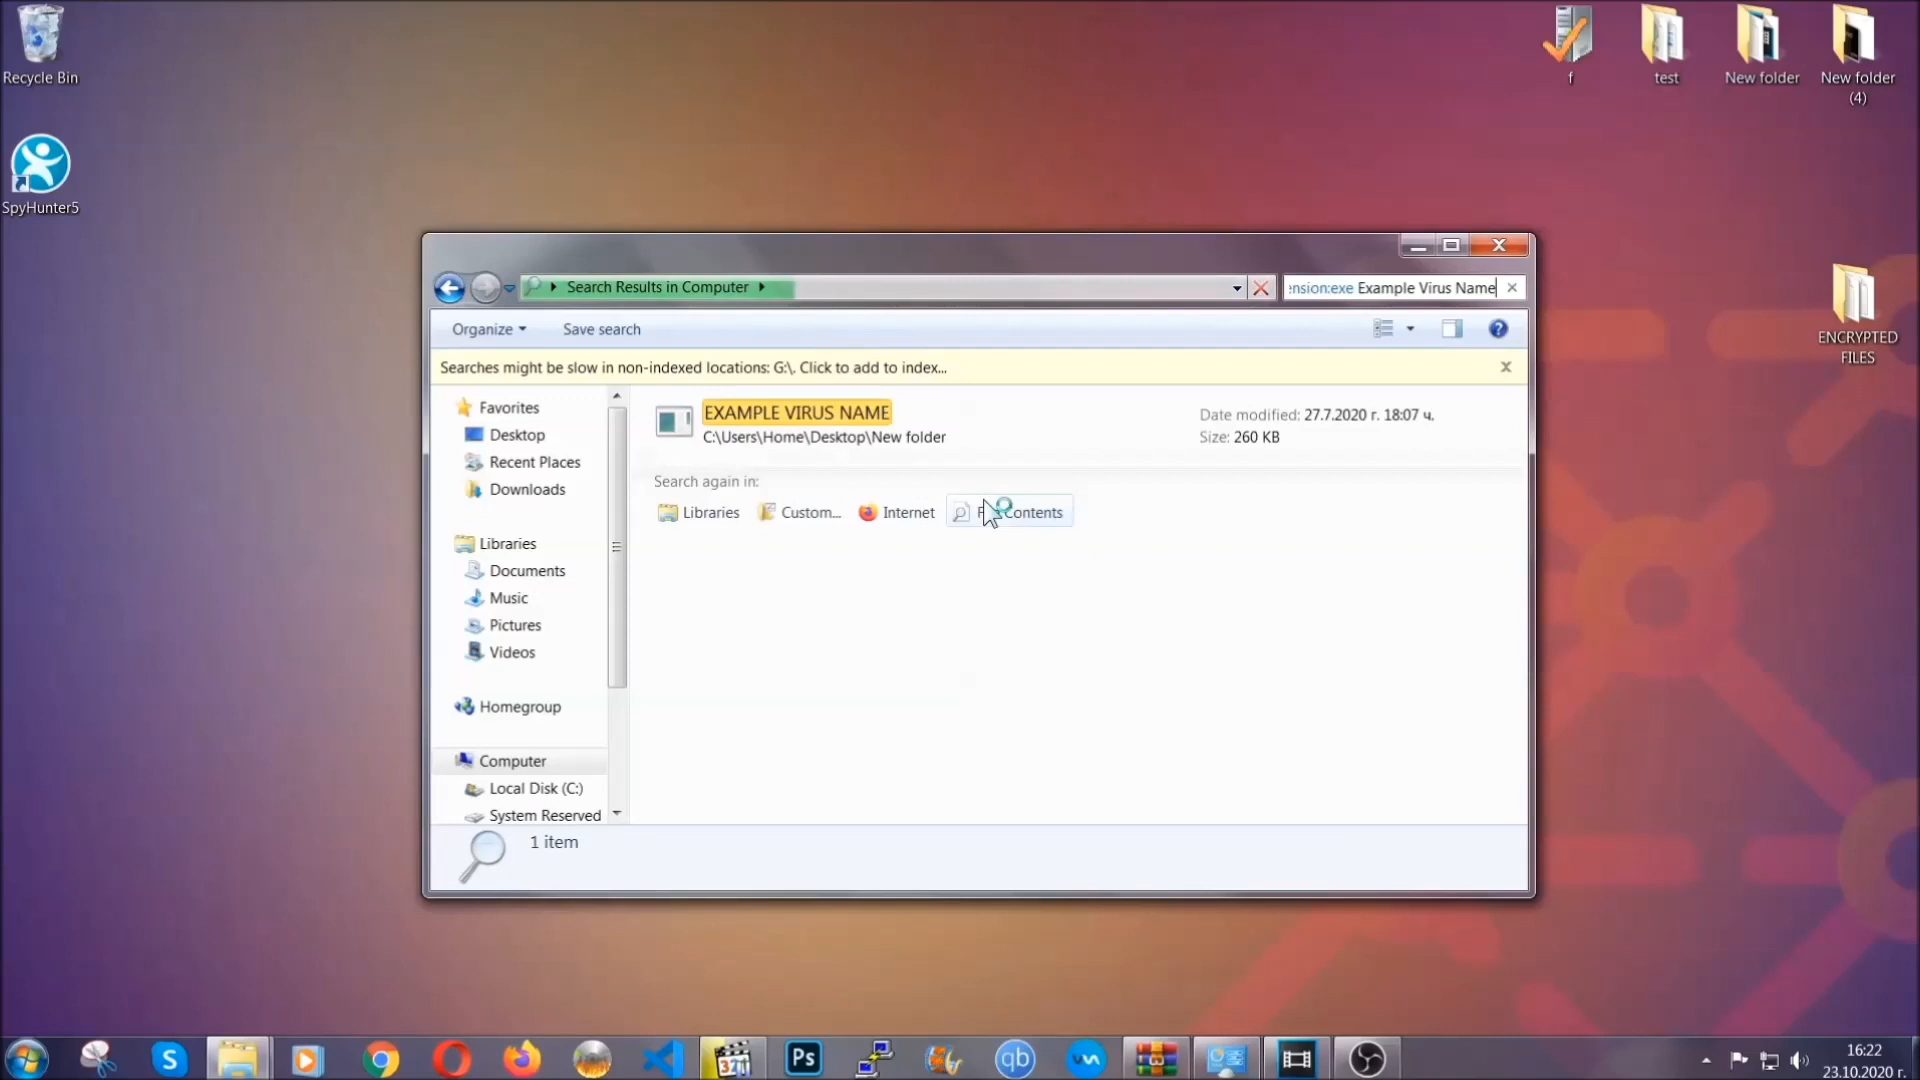 Recycle Bin
SpyHunter5
f
test
New folder
New folder
(4)
ENCRYPTED
FILES
Search Results in Computer
ension:exe Example Virus Name
Organize
Save search
Searches might be slow in non-indexed locations: G:\. Click to add to index...
Favorites
Desktop
Recent Places
Downloads
Libraries
Documents
Music
Pictures
Videos
Homegroup
Computer
Local Disk (C:)
System Reserved
EXAMPLE VIRUS NAME
C:\Users\Home\Desktop\New folder
Date modified: 27.7.2020 г. 18:07 ч.
Size: 260 KB
Search again in:
Libraries
Custom...
Internet
Contents
1 item
S
Ps
qb
16:22
23.10.2020 г.